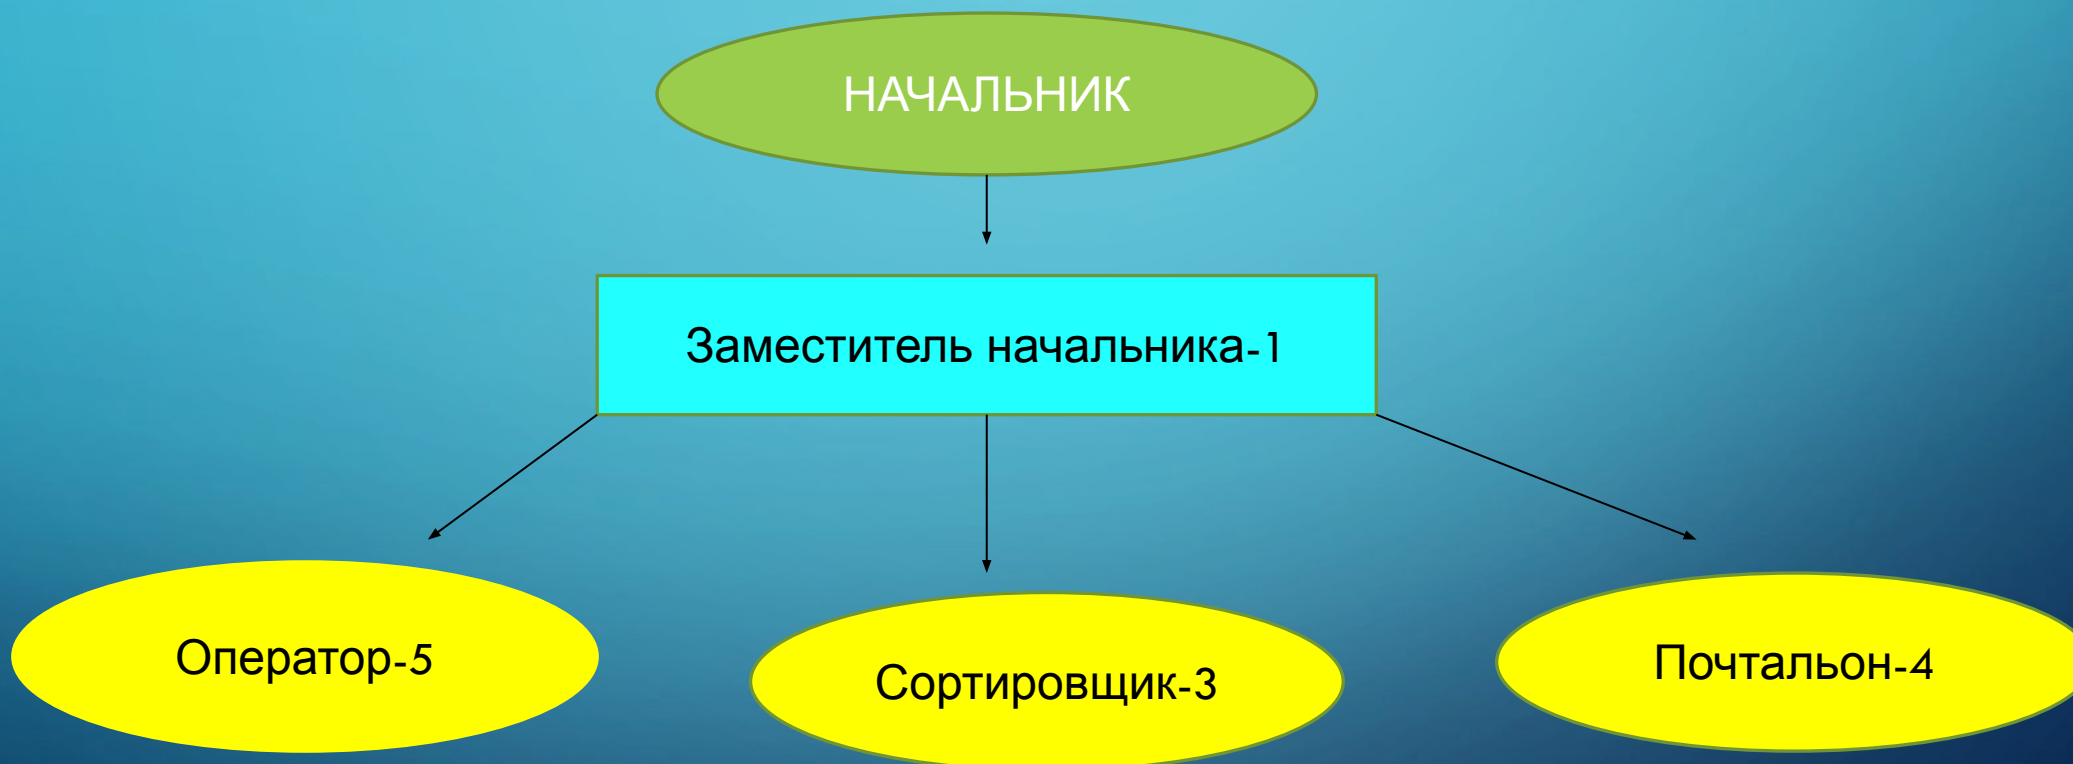 НАЧАЛЬНИК
Заместитель начальника-1
Оператор-5
Сортировщик-3
Почтальон-4